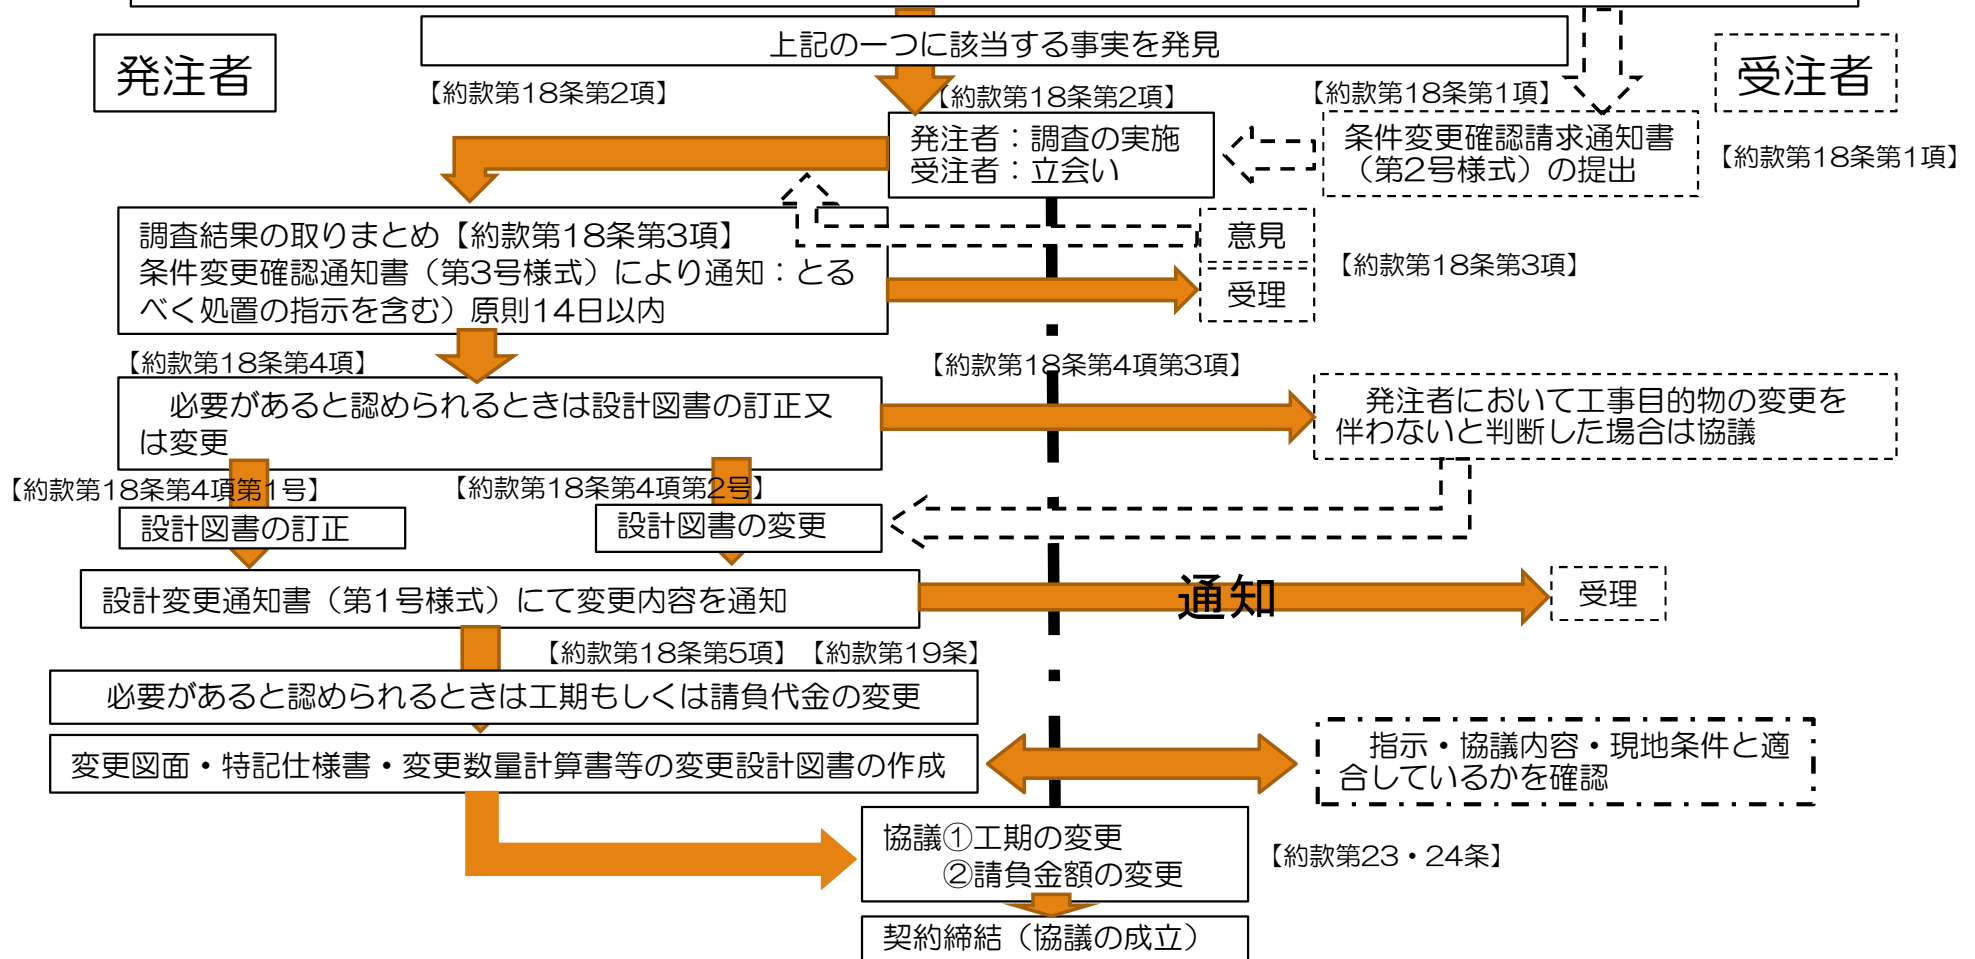 上記の一つに該当する事実を発見
発注者
受注者
【約款第18条第2項】
【約款第18条第2項】
【約款第18条第1項】
発注者：調査の実施
受注者：立会い
条件変更確認請求通知書
（第2号様式）の提出
【約款第18条第1項】
調査結果の取りまとめ【約款第18条第3項】
条件変更確認通知書（第3号様式）により通知：とる
べく処置の指示を含む）原則14日以内
意見
受理
【約款第18条第3項】
【約款第18条第4項】
【約款第18条第4項第3項】
必要があると認められるときは設計図書の訂正又
は変更
発注者において工事目的物の変更を
伴わないと判断した場合は協議
【約款第18条第4項第1号】
【約款第18条第4項第2号】
設計図書の訂正
設計図書の変更
設計変更通知書（第1号様式）にて変更内容を通知
通知
受理
【約款第18条第5項】【約款第19条】
必要があると認められるときは工期もしくは請負代金の変更
変更図面・特記仕様書・変更数量計算書等の変更設計図書の作成
指示・協議内容・現地条件と適
合しているかを確認
協議①工期の変更
②請負金額の変更
【約款第23・24条】
契約締結（協議の成立）